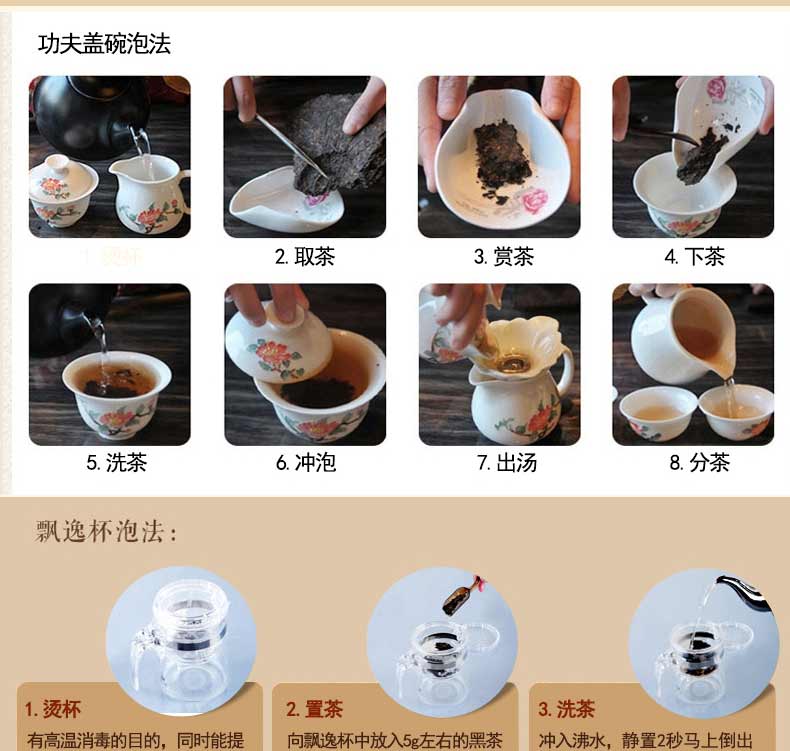 功夫盖碗泡法
1. 烫杯
2. 取茶
3. 赏茶
4. 下茶
5. 洗茶
6. 冲泡
7. 出汤
8. 分茶
飘逸杯泡法：
1. 烫杯
有高温消毒的目的，同时能提
2. 置茶
向飘逸杯中放入5g左右的黑茶
3. 洗茶
冲入沸水，静置2秒马上倒出